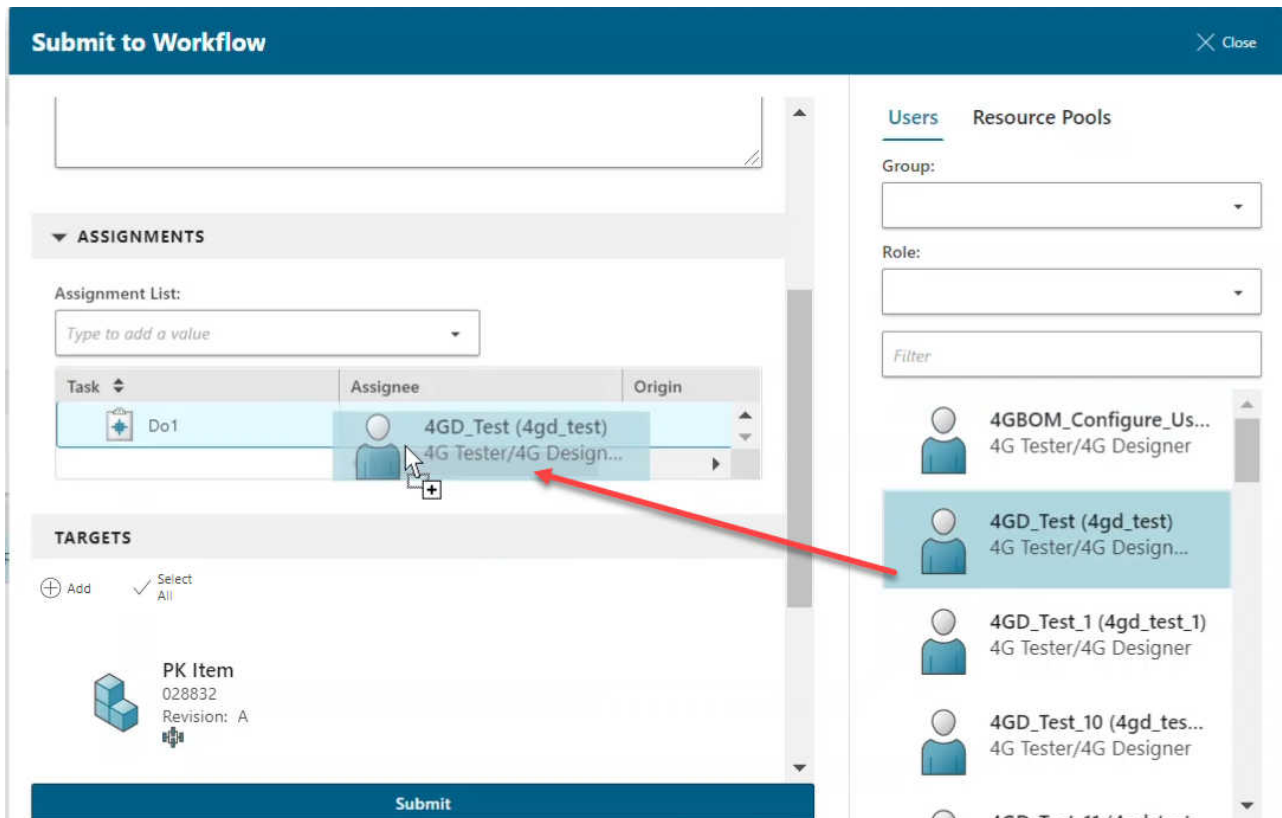 Submit to Workflow
Close
ASSIGNMENTS
Assignment List:
Type to add a value
Task
Assignee
Origin
Do1
4GD_Test (4gd_test)
4G Tester/4G Design...
TARGETS
Add
Select
All
PK Item
028832
Revision: A
Submit
Users
Resource Pools
Group:
Role:
Filter
4GBOM_Configure_Us...
4G Tester/4G Designer
4GD_Test (4gd_test)
4G Tester/4G Design...
4GD_Test_1 (4gd_test_1)
4G Tester/4G Designer
4GD_Test_10 (4gd_tes...
4G Tester/4G Designer